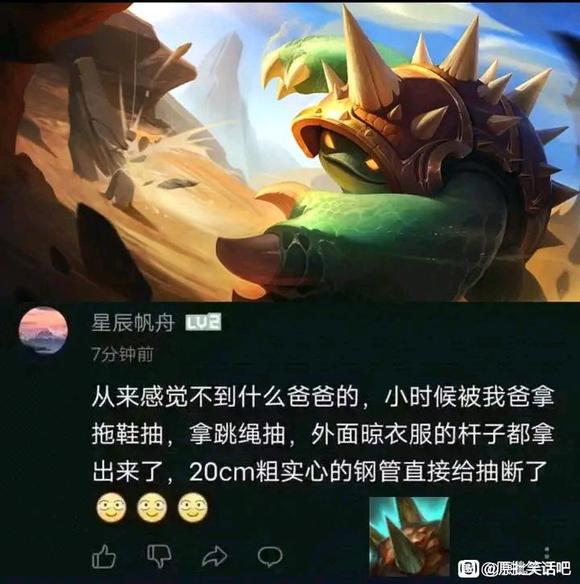 星辰帆舟 LV2
7分钟前
从来感觉不到什么爸爸的，小时候被我爸拿
拖鞋抽，拿跳绳抽，外面晾衣服的杆子都拿
出来了，20cm粗实心的钢管直接给抽断了
@原批笑话吧